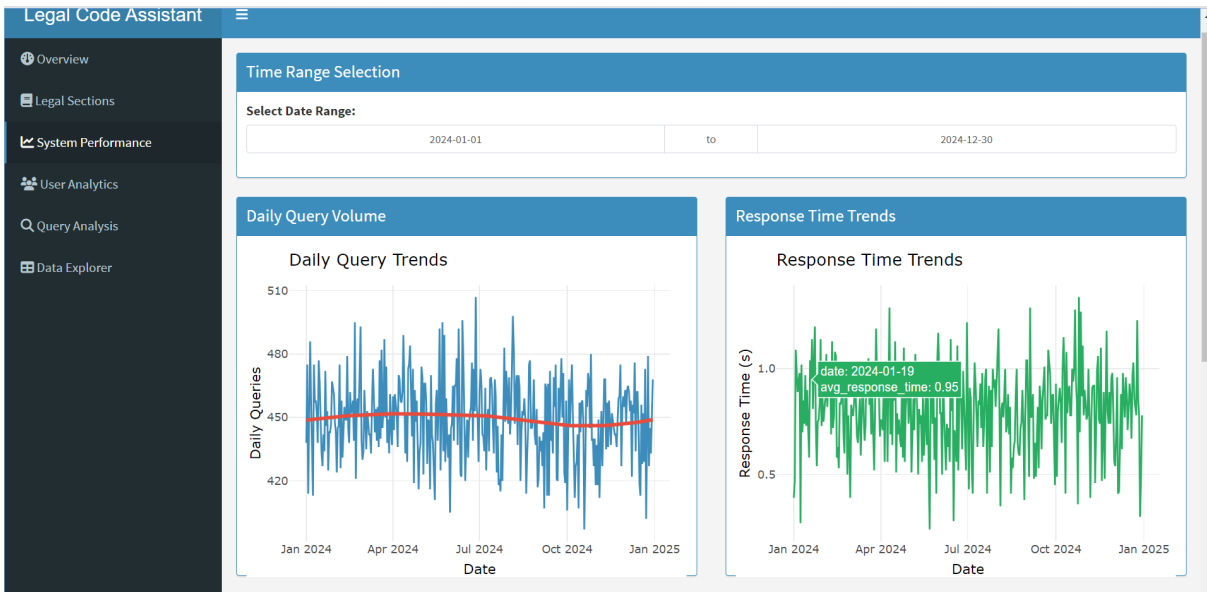 Legal Code Assistant
Overview
Legal Sections
System Performance
User Analytics
Query Analysis
Data Explorer
Time Range Selection
Select Date Range:
2024-01-01 to 2024-12-30
Daily Query Volume
Daily Query Trends
510
480
450
420
Daily Queries
Jan 2024 Apr 2024 Jul 2024 Oct 2024 Jan 2025
Date
Response Time Trends
Response Time Trends
1.0
0.5
Response Time (s)
date: 2024-01-19
avg_response_time: 0.95
Jan 2024 Apr 2024 Jul 2024 Oct 2024 Jan 2025
Date